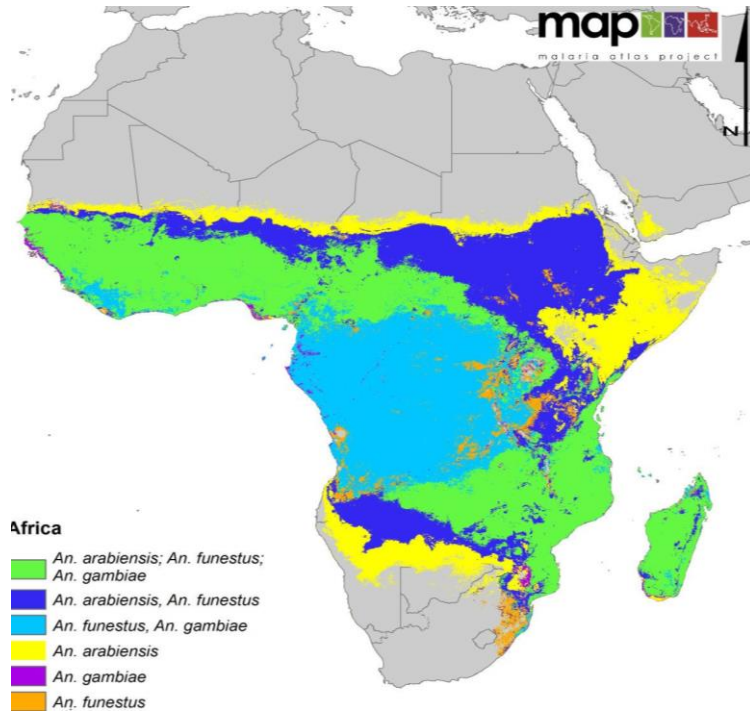 map
malaria atlas project
N
Africa
An. arabiensis; An. funestus;
An. gambiae
An. arabiensis, An. funestus
An. funestus, An. gambiae
An. arabiensis
An. gambiae
An. funestus